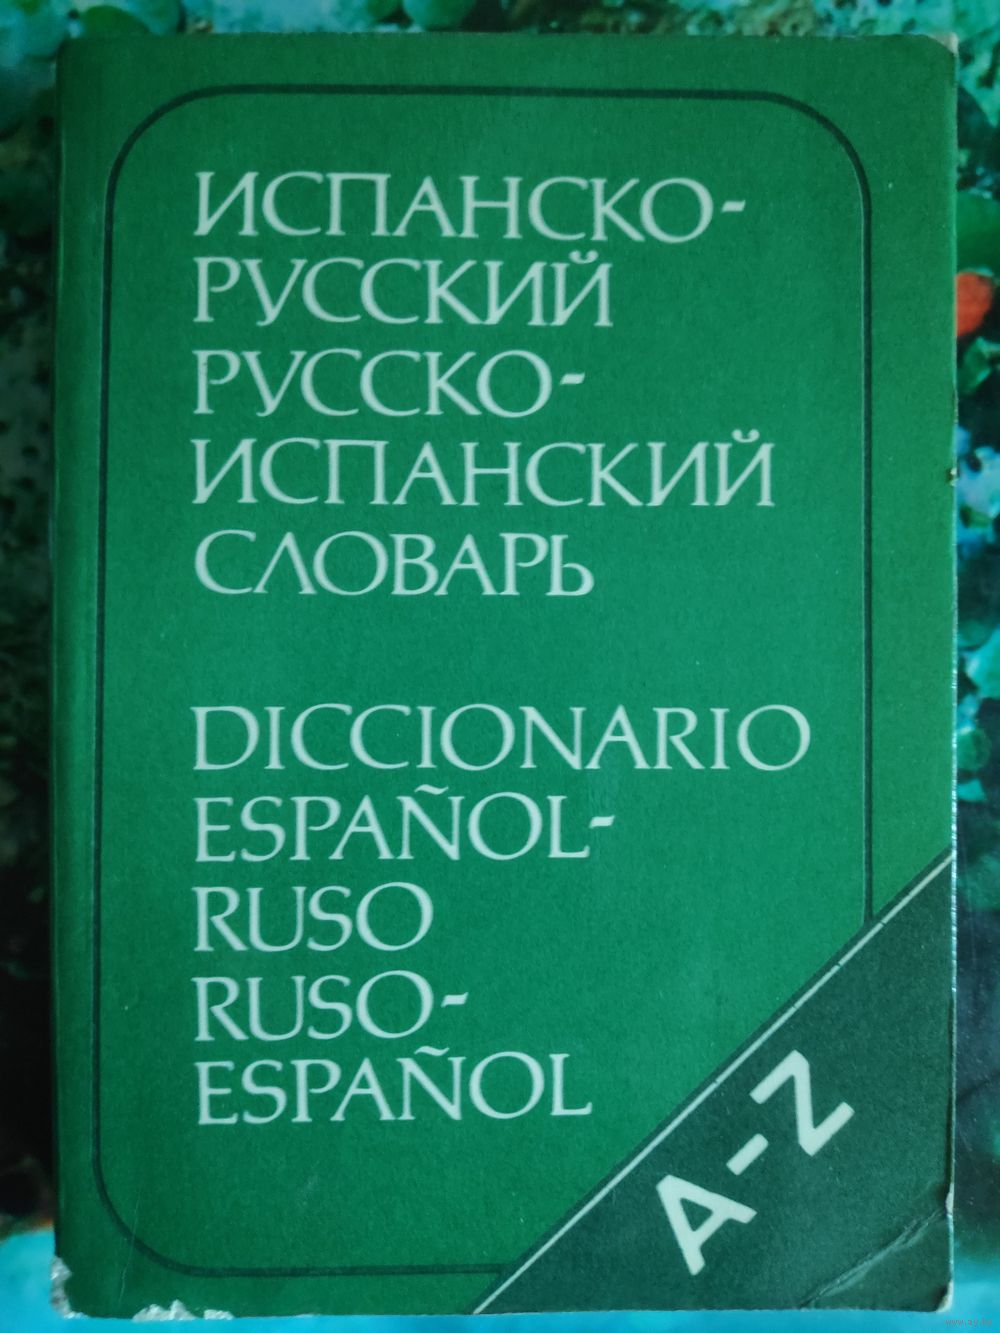 ИСПАНСКО-
РУССКИЙ
РУССКО-
ИСПАНСКИЙ
СЛОВАРЬ
DICCIONARIO
ESPAÑOL-
RUSO
RUSO-
ESPAÑOL
A-Z